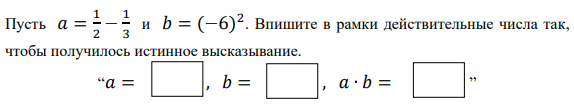 Пусть a = 1/2 − 1/3 и b = (−6)². Впишите в рамки действительные числа так,
чтобы получилось истинное высказывание.
“a = , b = , a · b = ”